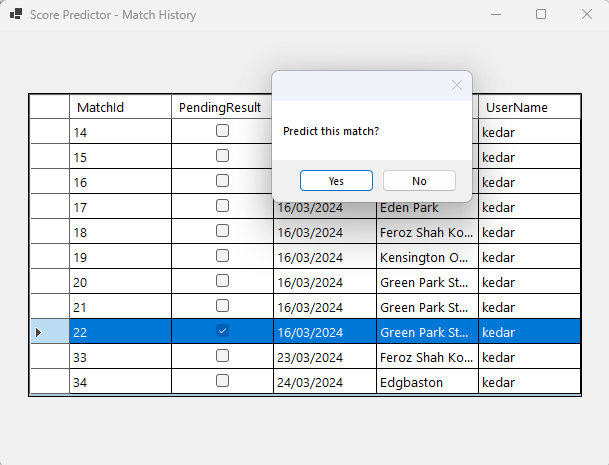 Score Predictor - Match History
MatchId PendingResult UserName
Predict this match?
Yes No
14 kedar
15 kedar
16 kedar
17 16/03/2024 Eden Park kedar
18 16/03/2024 Feroz Shah Ko... kedar
19 16/03/2024 Kensington O... kedar
20 16/03/2024 Green Park St... kedar
21 16/03/2024 Green Park St... kedar
22 16/03/2024 Green Park St... kedar
33 23/03/2024 Feroz Shah Ko... kedar
34 24/03/2024 Edgbaston kedar